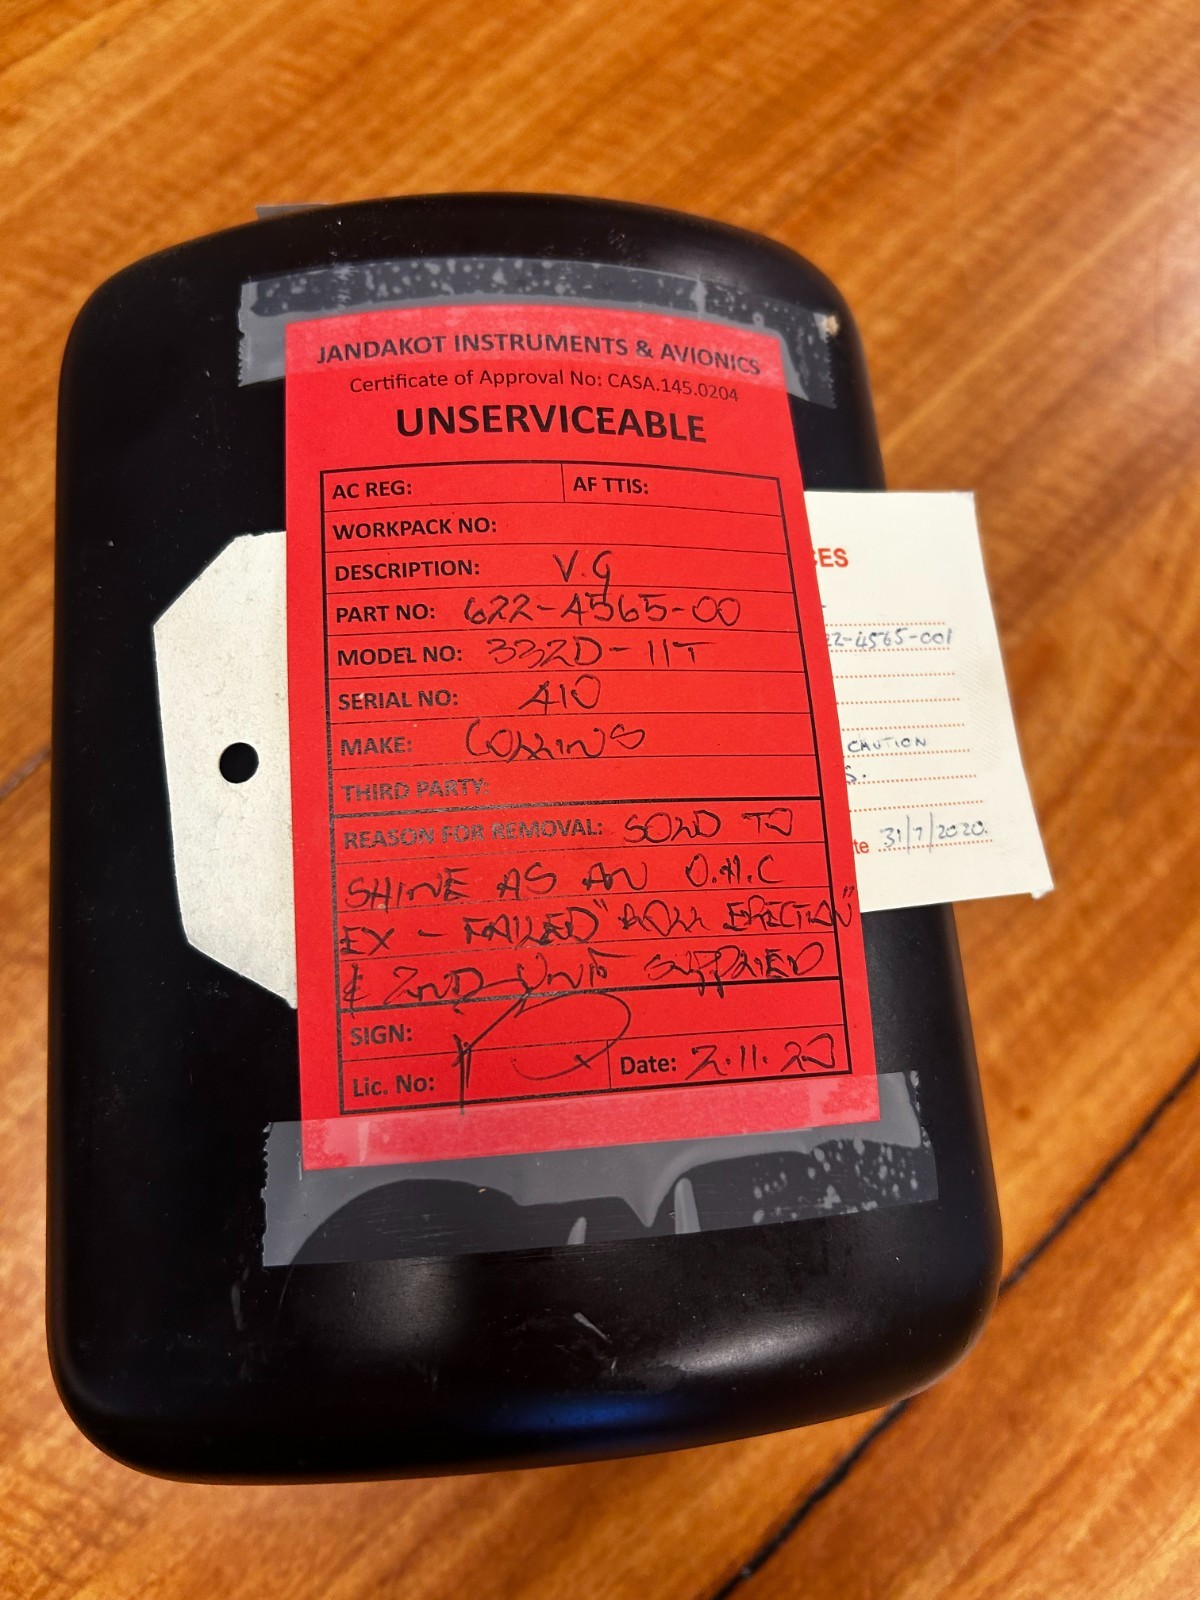 JANDAKOT INSTRUMENTS & AVIONICS
Certificate of Approval No: CASA.145.0204
UNSERVICEABLE
AC REG: AF TTIS:
WORKPACK NO:
DESCRIPTION: V.G
PART NO: 622-4565-00
MODEL NO: 332D-11T
SERIAL NO: 410
MAKE: COLLINS
THIRD PARTY:
REASON FOR REMOVAL: SOLD TO
SHINE AS AN O.H.C
EX - FAILED "ROLL ERECTION"
& 2ND UNIT SUPPLIED
SIGN:
Lic. No: Date: 2.11.20
CES
22-4565-001
CAUTION
S.
te 31/7/2020.